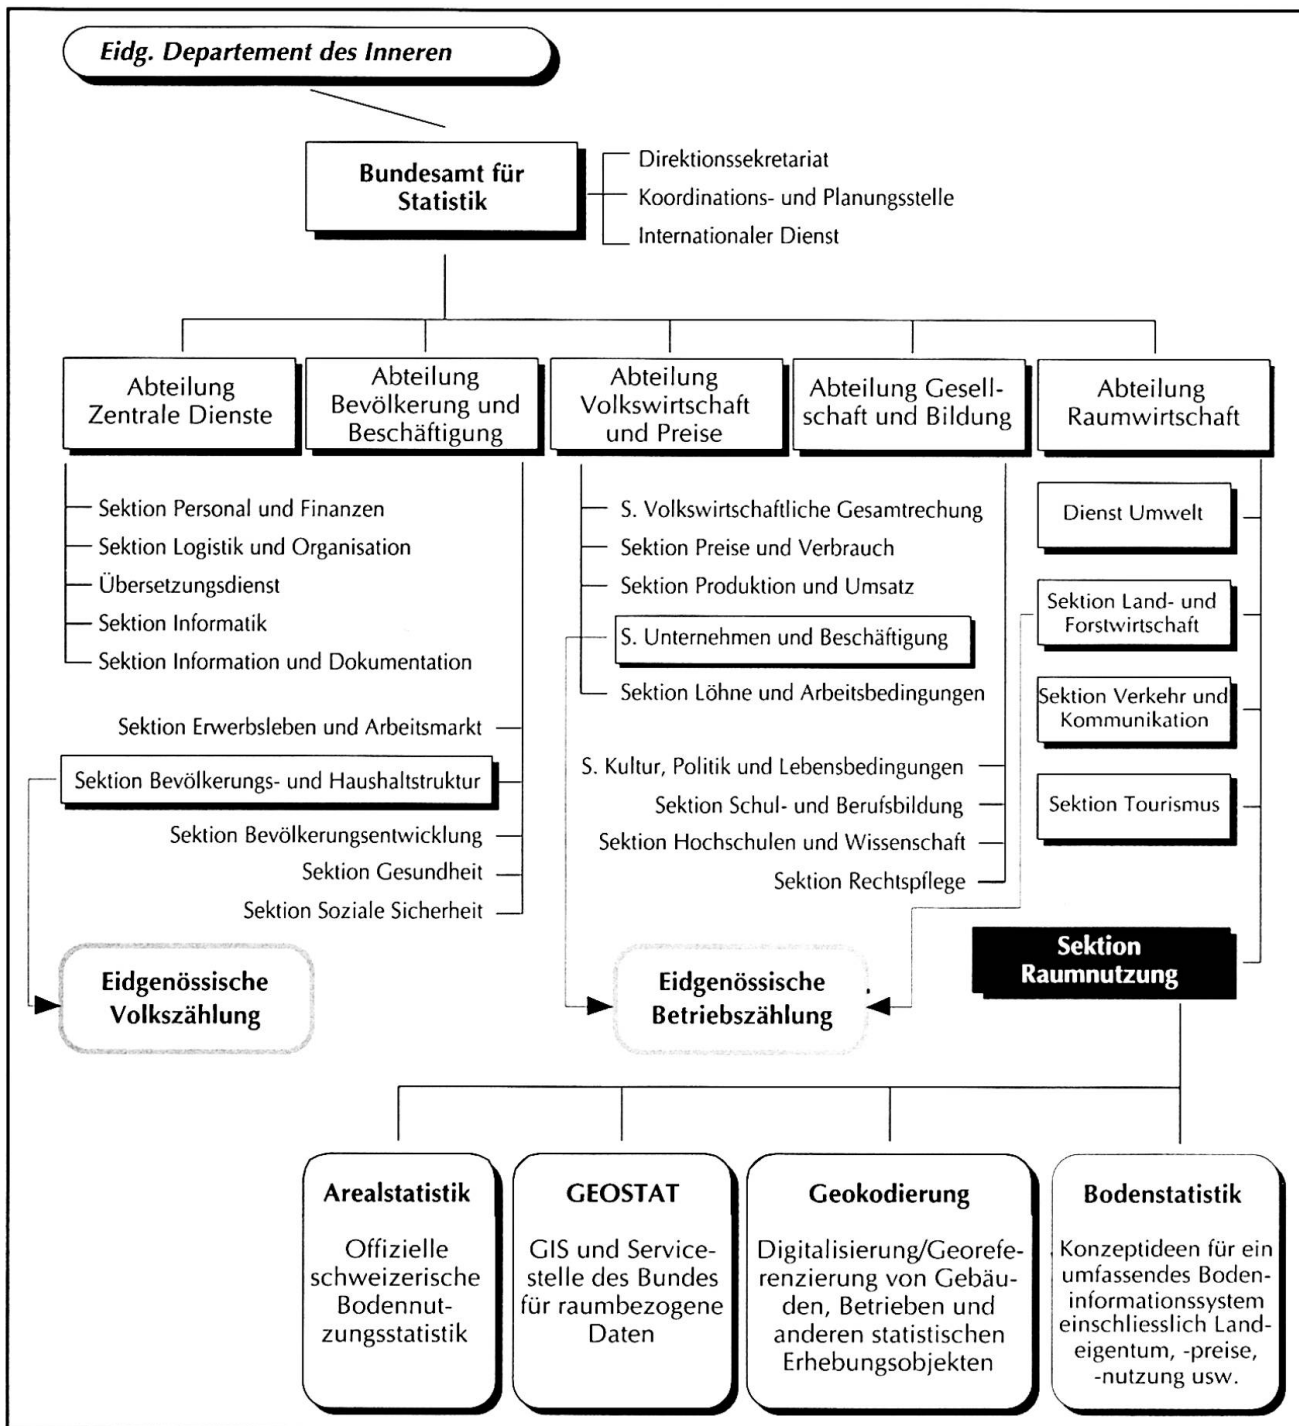 Eidg. Departement des Inneren
Bundesamt für
Statistik
Direktionssekretariat
Koordinations- und Planungsstelle
Internationaler Dienst
Abteilung
Zentrale Dienste
Abteilung
Bevölkerung und
Beschäftigung
Abteilung
Volkswirtschaft
und Preise
Abteilung Gesell-
schaft und Bildung
Abteilung
Raumwirtschaft
Sektion Personal und Finanzen
Sektion Logistik und Organisation
Übersetzungsdienst
Sektion Informatik
Sektion Information und Dokumentation
Sektion Erwerbsleben und Arbeitsmarkt
Sektion Bevölkerungs- und Haushaltstruktur
Sektion Bevölkerungsentwicklung
Sektion Gesundheit
Sektion Soziale Sicherheit
S. Volkswirtschaftliche Gesamtrechung
Sektion Preise und Verbrauch
Sektion Produktion und Umsatz
S. Unternehmen und Beschäftigung
Sektion Löhne und Arbeitsbedingungen
S. Kultur, Politik und Lebensbedingungen
Sektion Schul- und Berufsbildung
Sektion Hochschulen und Wissenschaft
Sektion Rechtspflege
Dienst Umwelt
Sektion Land- und
Forstwirtschaft
Sektion Verkehr und
Kommunikation
Sektion Tourismus
Sektion
Raumnutzung
Eidgenössische
Volkszählung
Eidgenössische
Betriebszählung
Arealstatistik
Offizielle
schweizerische
Bodennut-
zungsstatistik
GEOSTAT
GIS und Service-
stelle des Bundes
für raumbezogene
Daten
Geokodierung
Digitalisierung/Georefe-
renzierung von Gebäu-
den, Betrieben und
anderen statistischen
Erhebungsobjekten
Bodenstatistik
Konzeptideen für ein
umfassendes Boden-
informationssystem
einschliesslich Land-
eigentum, -preise,
-nutzung usw.